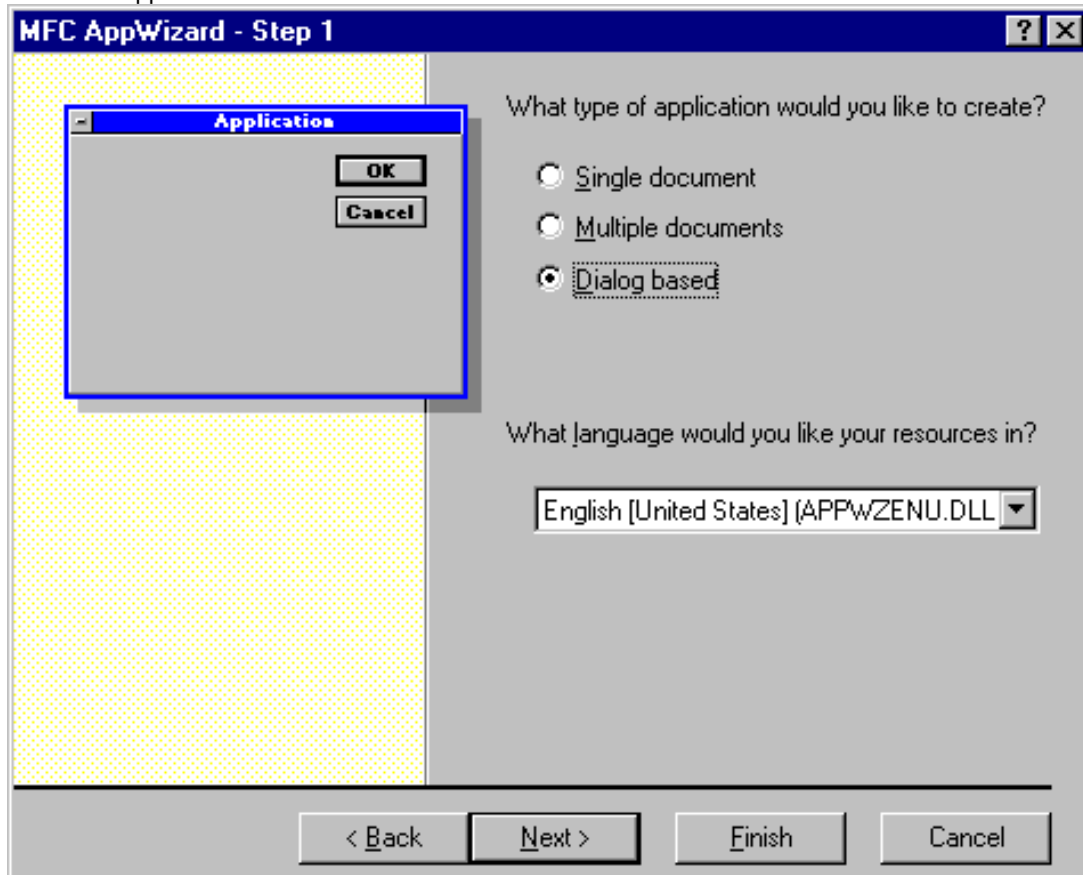 MFC AppWizard - Step 1
Application
OK
Cancel
What type of application would you like to create?
Single document
Multiple documents
Dialog based
What language would you like your resources in?
English [United States] (APPWZENU.DLL
< Back
Next >
Finish
Cancel